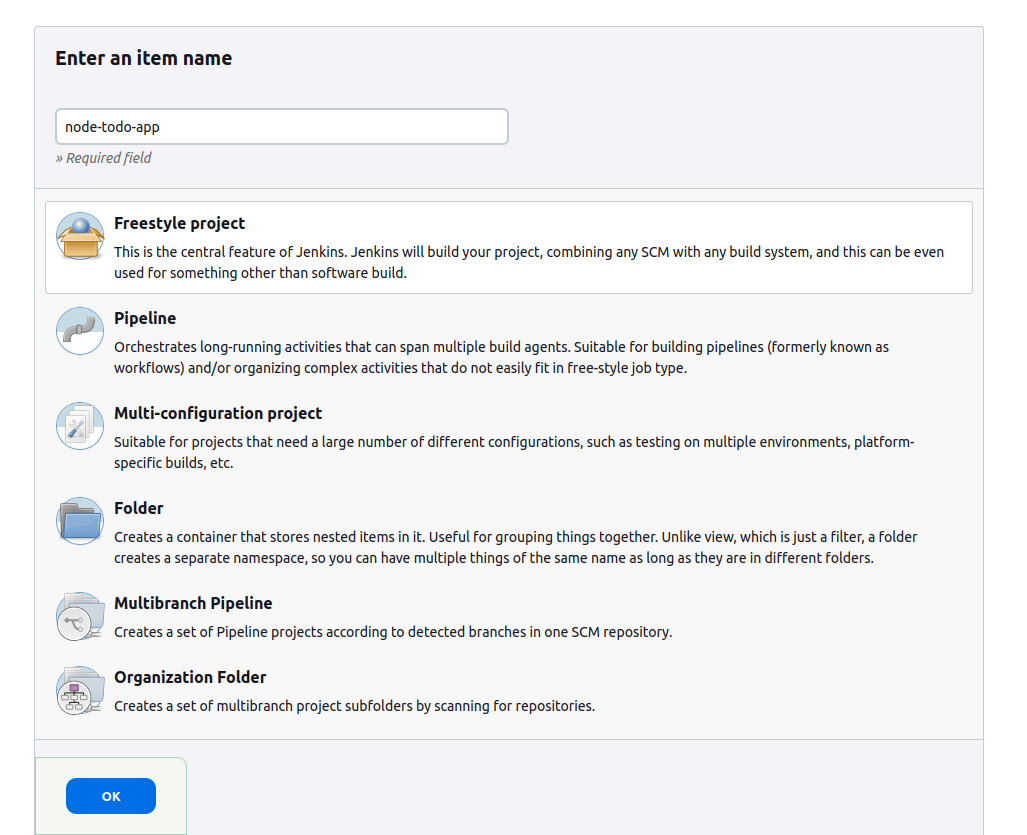 Enter an item name
node-todo-app
» Required field
Freestyle project
This is the central feature of Jenkins. Jenkins will build your project, combining any SCM with any build system, and this can be even
used for something other than software build.
Pipeline
Orchestrates long-running activities that can span multiple build agents. Suitable for building pipelines (formerly known as
workflows) and/or organizing complex activities that do not easily fit in free-style job type.
Multi-configuration project
Suitable for projects that need a large number of different configurations, such as testing on multiple environments, platform-
specific builds, etc.
Folder
Creates a container that stores nested items in it. Useful for grouping things together. Unlike view, which is just a filter, a folder
creates a separate namespace, so you can have multiple things of the same name as long as they are in different folders.
Multibranch Pipeline
Creates a set of Pipeline projects according to detected branches in one SCM repository.
Organization Folder
Creates a set of multibranch project subfolders by scanning for repositories.
OK